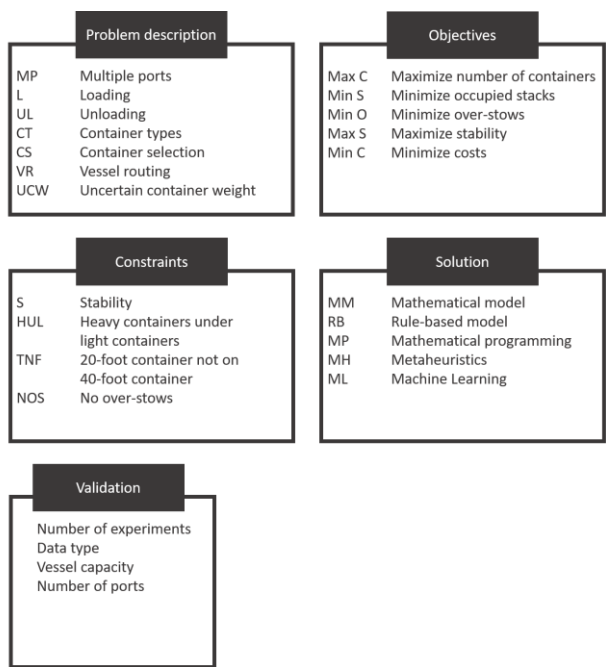 Problem description
MP Multiple ports
L Loading
UL Unloading
CT Container types
CS Container selection
VR Vessel routing
UCW Uncertain container weight
Objectives
Max C Maximize number of containers
Min S Minimize occupied stacks
Min O Minimize over-stows
Max S Maximize stability
Min C Minimize costs
Constraints
S Stability
HUL Heavy containers under
light containers
TNF 20-foot container not on
40-foot container
NOS No over-stows
Solution
MM Mathematical model
RB Rule-based model
MP Mathematical programming
MH Metaheuristics
ML Machine Learning
Validation
Number of experiments
Data type
Vessel capacity
Number of ports